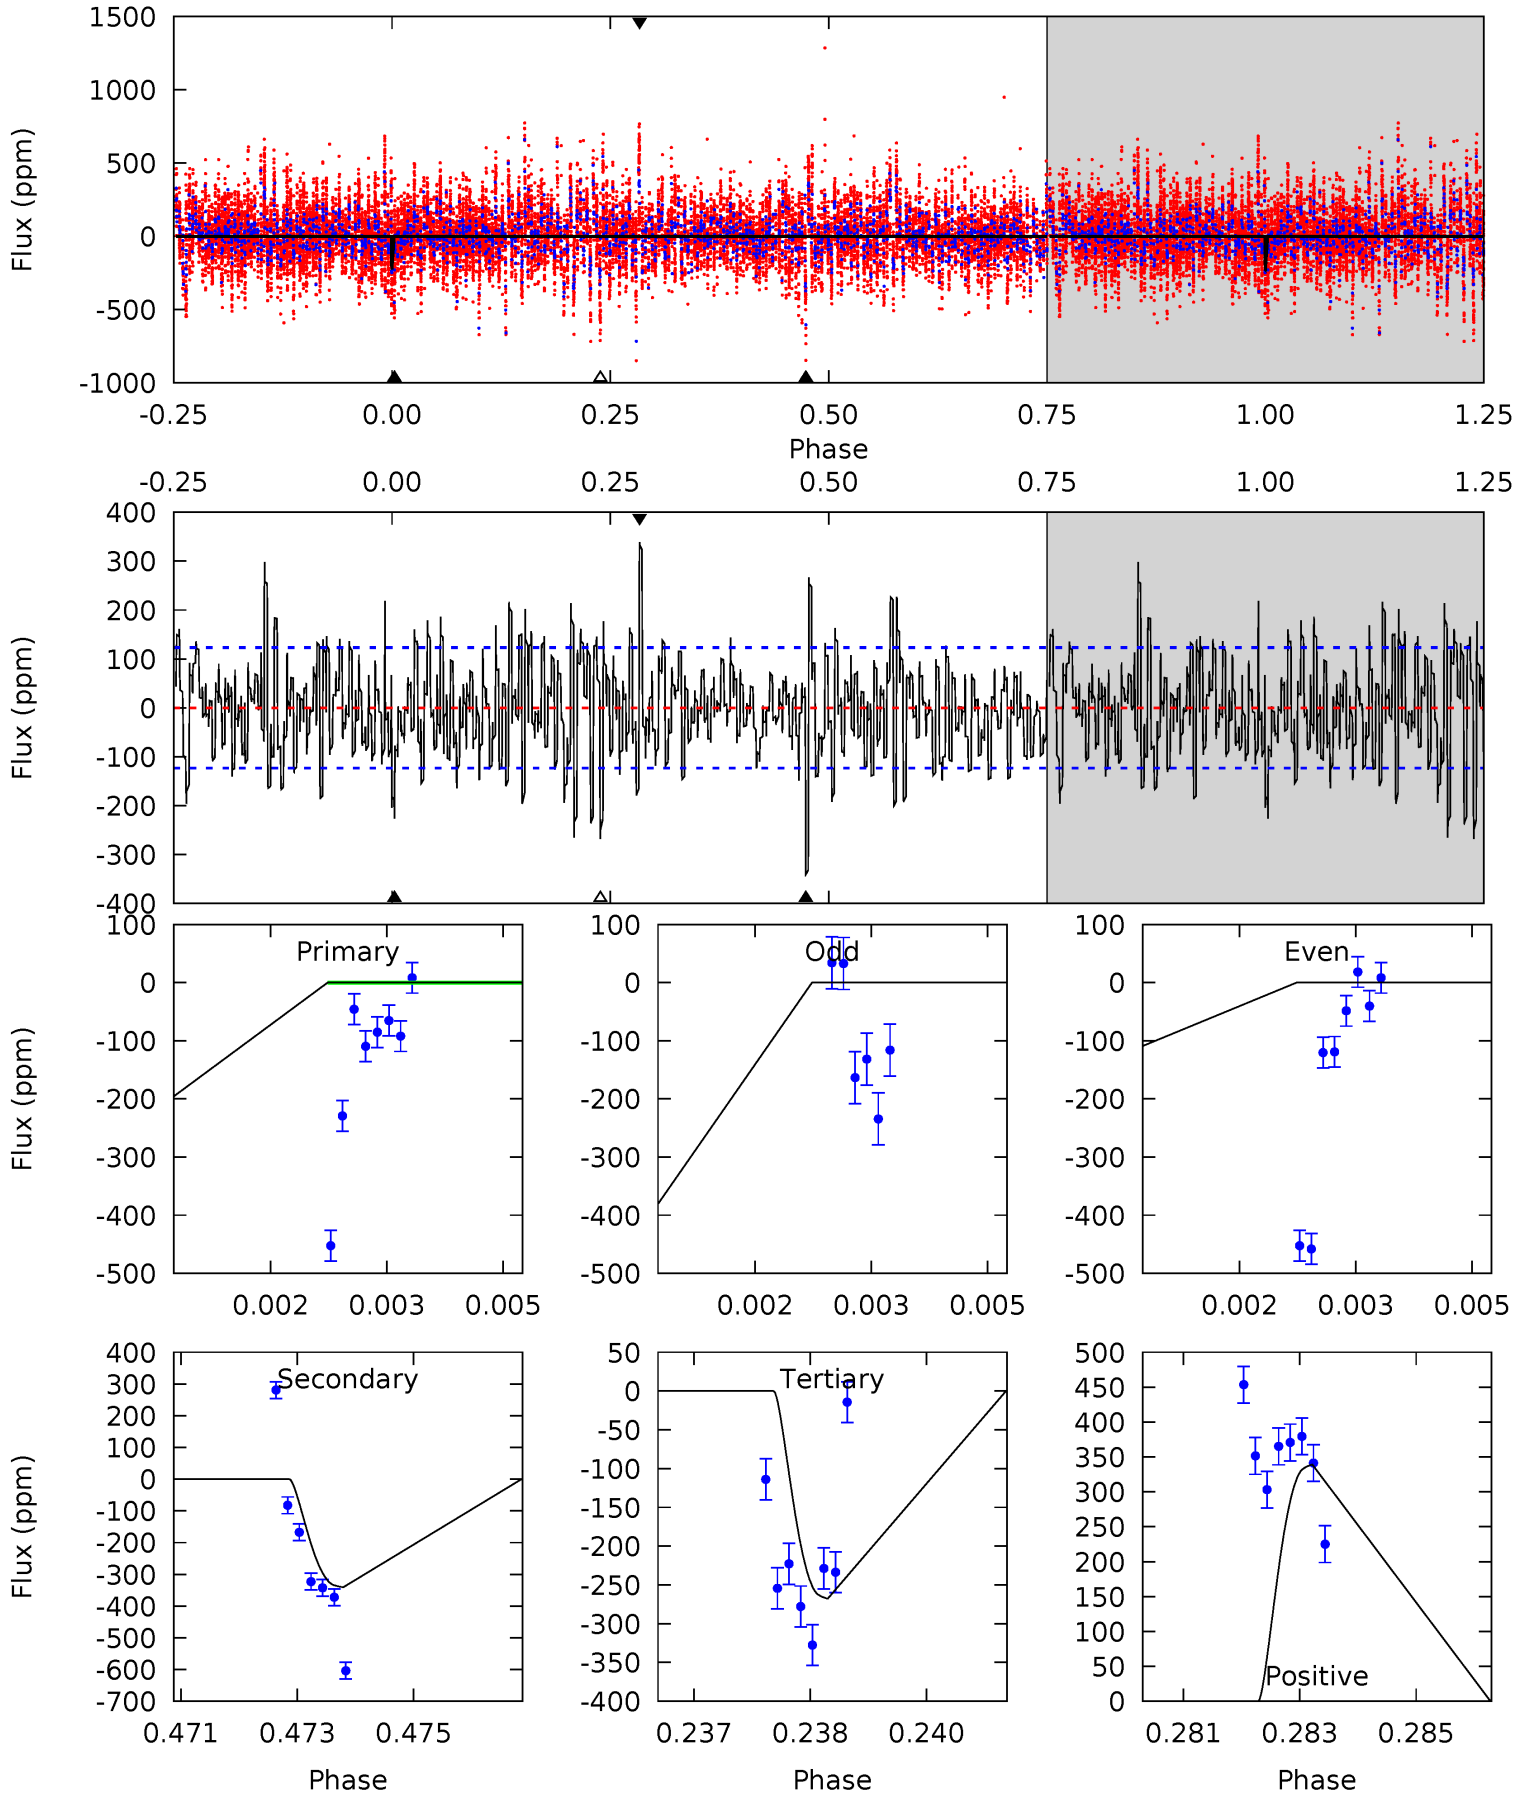 1500
1000
500
0
-500
-1000
Flux (ppm)
-0.25 0.00 0.25 0.50 0.75 1.00 1.25
Phase
-0.25 0.00 0.25 0.50 0.75 1.00 1.25
400
300
200
100
0
-100
-200
-300
-400
Flux (ppm)
Primary Odd Even
100 100 100
0 0 0
-100 -100 -100
-200 -200 -200
-300 -300 -300
-400 -400 -400
-500 -500 -500
Flux (ppm)
0.002 0.003 0.005 0.002 0.003 0.005 0.002 0.003 0.005
Secondary Tertiary Positive
400 50 500
300 0 450
200 -50 400
100 -100 350
0 -150 300
-100 -200 250
-200 -250 200
-300 -300 150
-400 -350 100
-500 -400 50
-600 0
-700
Flux (ppm)
0.471 0.473 0.475 0.237 0.238 0.240 0.281 0.283 0.285
Phase Phase Phase